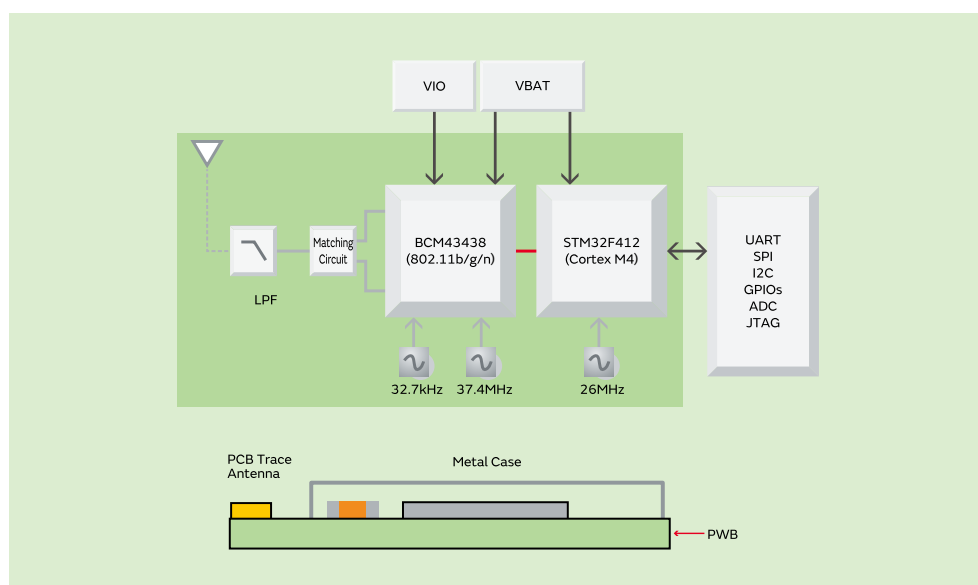 VIO
VBAT
BCM43438
(802.11b/g/n)
STM32F412
(Cortex M4)
Matching
Circuit
LPF
UART
SPI
I2C
GPIOs
ADC
JTAG
32.7kHz
37.4MHz
26MHz
PCB Trace
Antenna
Metal Case
PWB